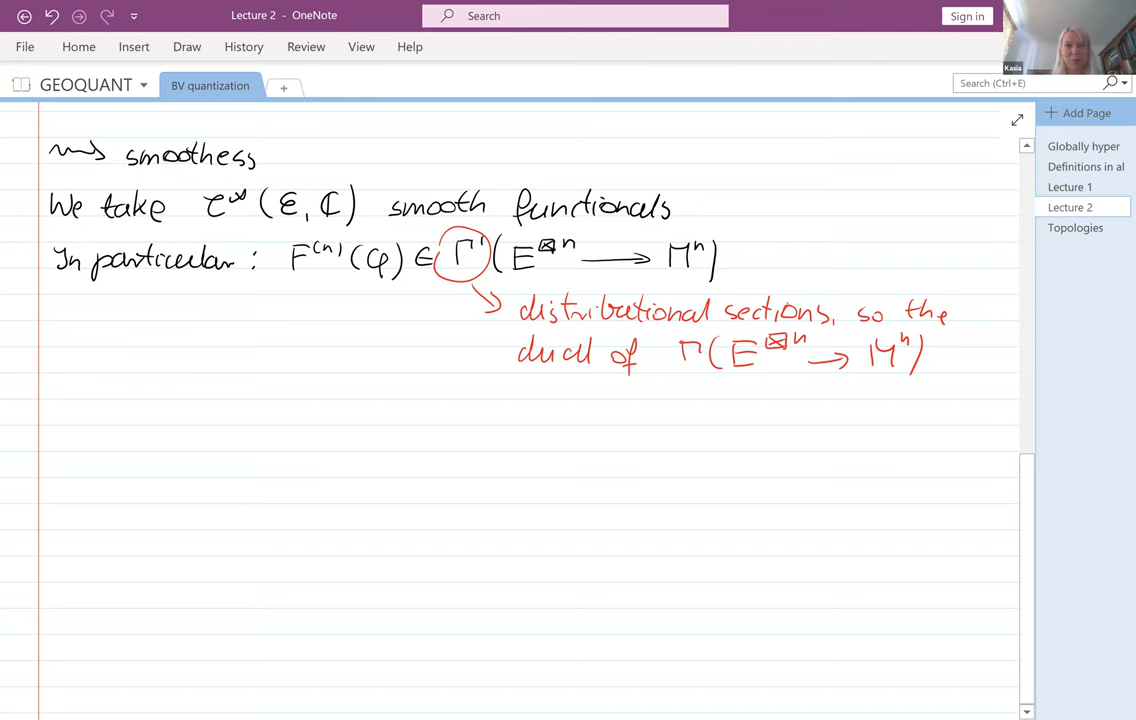 Lecture 2 - OneNote
Search
Sign in
Kasia
File Home Insert Draw History Review View Help
GEOQUANT
BV quantization
+
Search (Ctrl+E)
Add Page
Globally hyper
Definitions in al
Lecture 1
Lecture 2
Topologies
⇝ smoothess
We take 𝒞^∞(ℰ, ℂ) smooth functionals
In particular: F^(n)(φ) ∈ Γ'(E^⊠n → M^n)
distributional sections, so the
dual of Γ(E^⊠n → M^n)